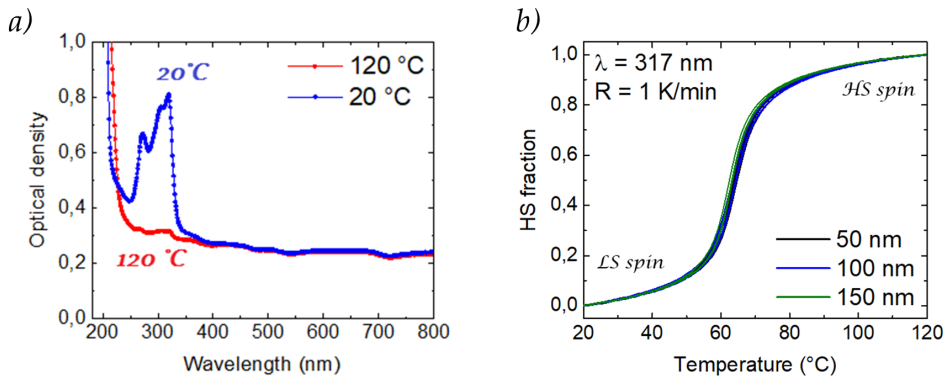 a)
1,0
0,8
0,6
0,4
0,2
0,0
Optical density
200 300 400 500 600 700 800
Wavelength (nm)
20°C
120 °C
120 °C
20 °C
b)
1,0
0,8
0,6
0,4
0,2
0,0
HS fraction
20 40 60 80 100 120
Temperature (°C)
λ = 317 nm
R = 1 K/min
HS spin
LS spin
50 nm
100 nm
150 nm